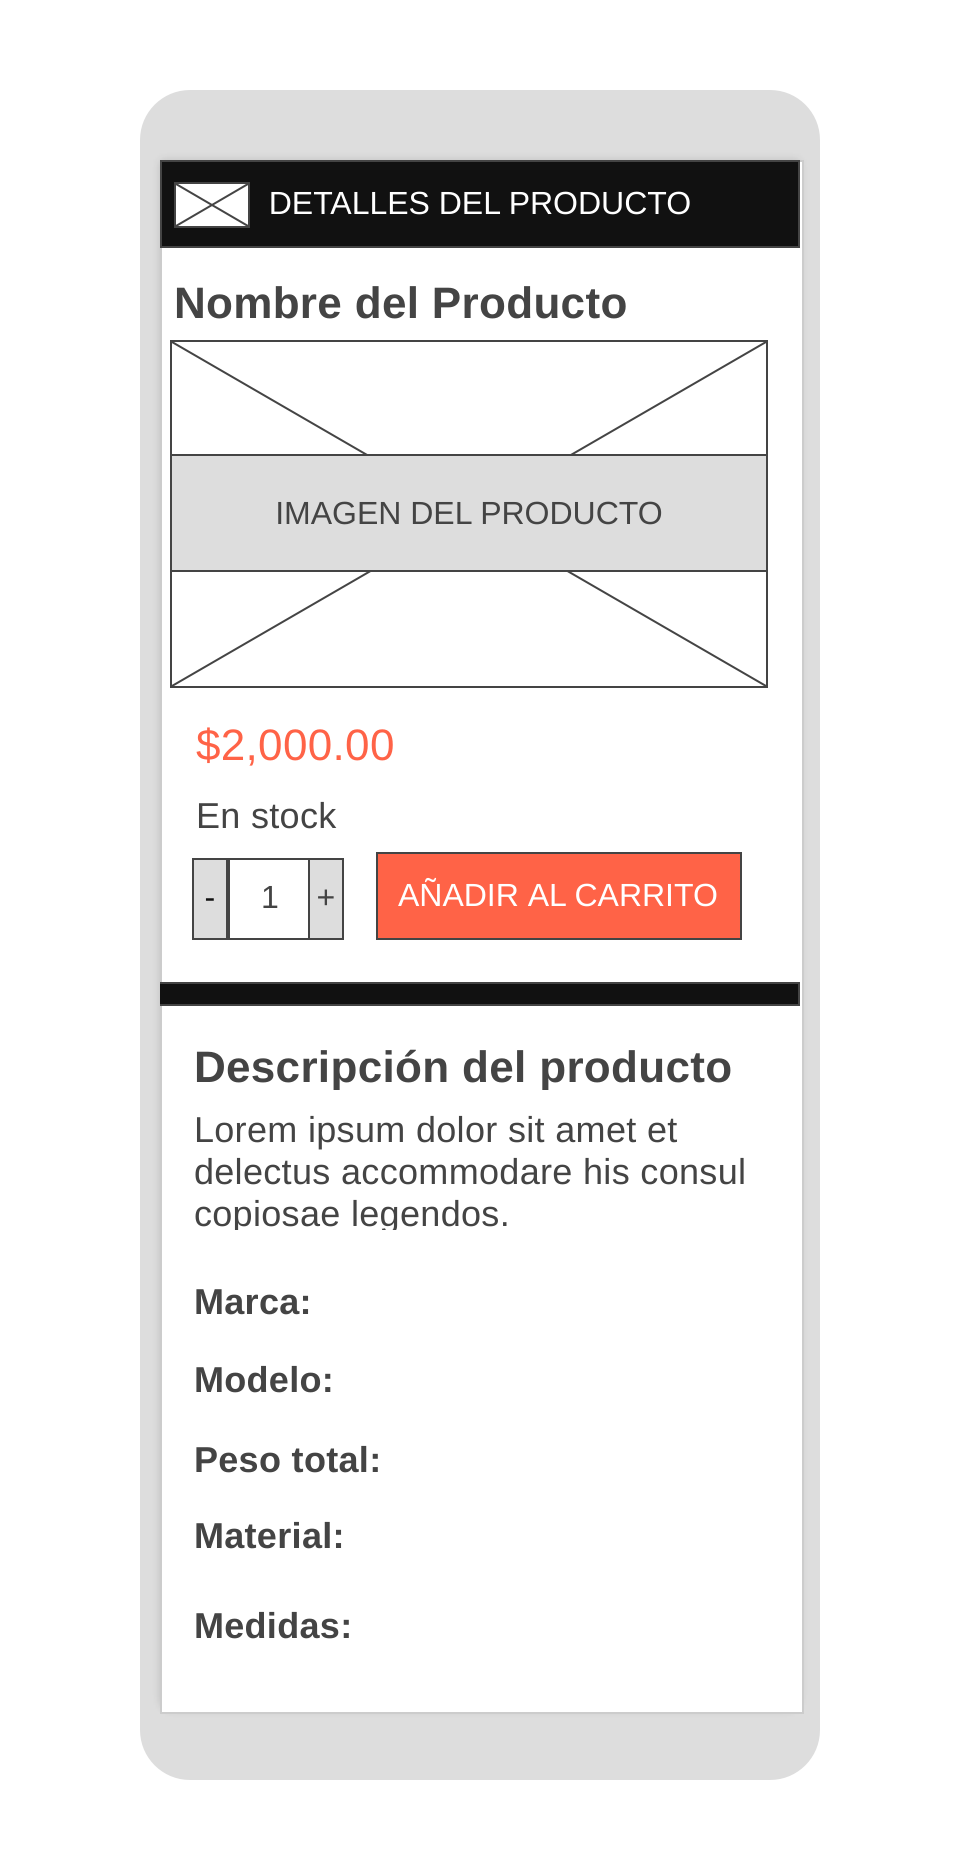 DETALLES DEL PRODUCTO
Nombre del Producto
IMAGEN DEL PRODUCTO
$2,000.00
En stock
- 1 + AÑADIR AL CARRITO
Descripción del producto
Lorem ipsum dolor sit amet et
delectus accommodare his consul
copiosae legendos.
Marca:
Modelo:
Peso total:
Material:
Medidas: